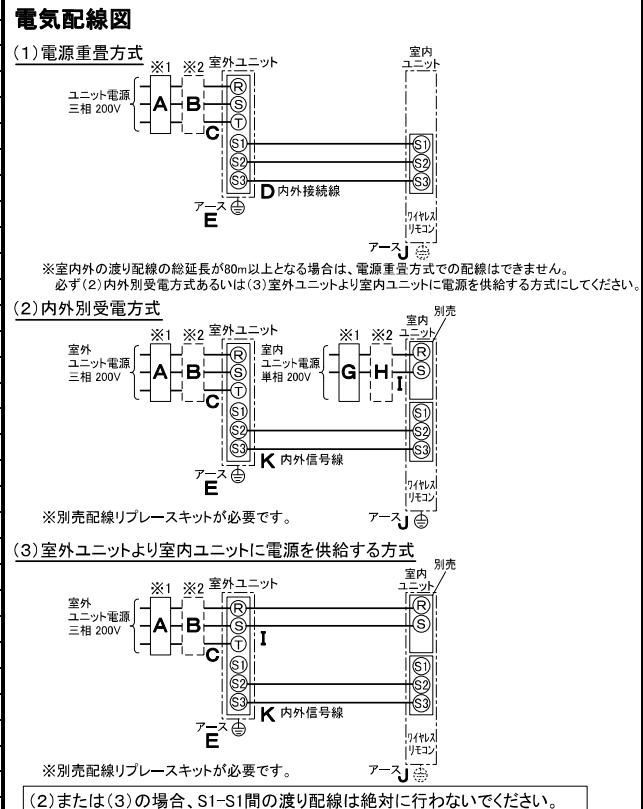 電気配線図
(1)電源重畳方式
※1 ※2 室外ユニット
室内
ユニット
ユニット電源
三相 200V
A B C
R
S
T
S1 S1
S2 S2
S3 S3
D 内外接続線
アース
E
ワイヤレス
リモコン
アース J
※室内外の渡り配線の総延長が80m以上となる場合は、電源重畳方式での配線はできません。
必ず(2)内外別受電方式あるいは(3)室外ユニットより室内ユニットに電源を供給する方式にしてください。
(2)内外別受電方式
※1 ※2 室外ユニット
※1 ※2
室内
ユニット
別売
室外
ユニット電源
三相 200V
A B C
室内
ユニット電源
単相 200V
G H I
R R
S S
T
S1 S1
S2 S2
S3 S3
K 内外信号線
アース
E
ワイヤレス
リモコン
アース J
※別売配線リプレースキットが必要です。
(3)室外ユニットより室内ユニットに電源を供給する方式
※1 ※2 室外ユニット
室内
ユニット
別売
室外
ユニット電源
三相 200V
A B C
R R
S S
I
T
S1 S1
S2 S2
S3 S3
K 内外信号線
アース
E
ワイヤレス
リモコン
アース J
※別売配線リプレースキットが必要です。
(2)または(3)の場合、S1-S1間の渡り配線は絶対に行わないでください。